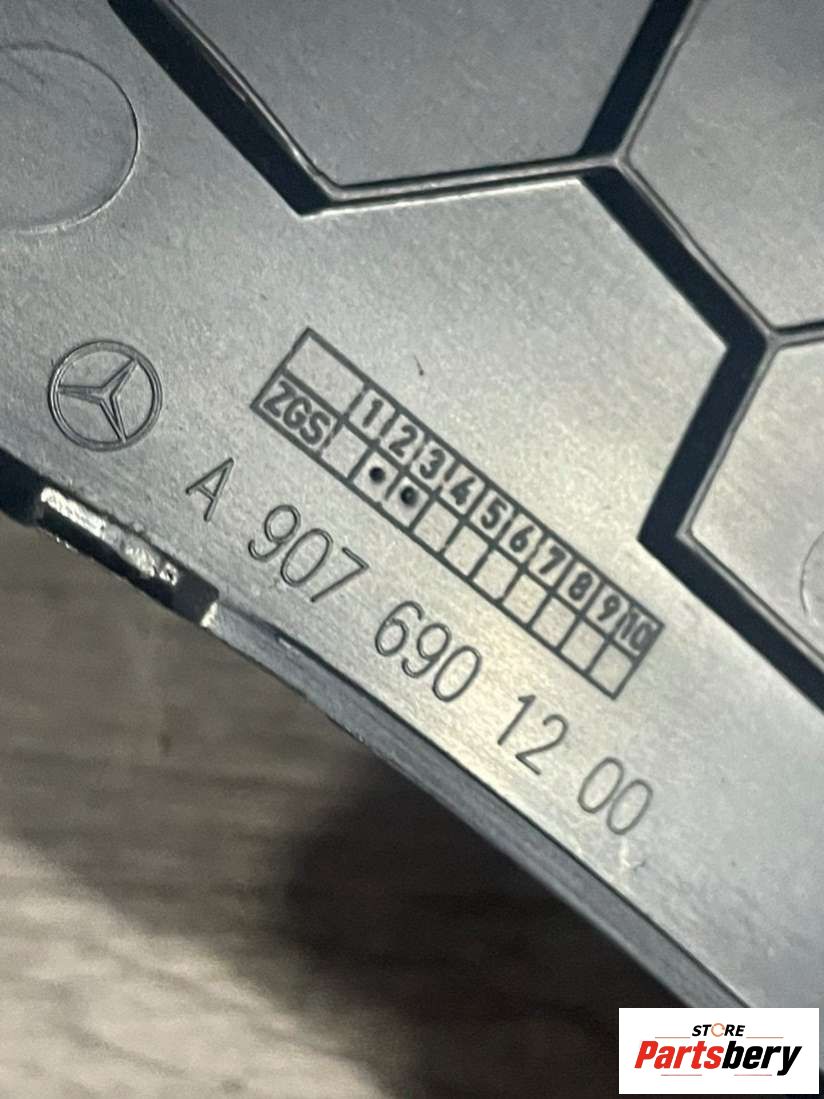 1 2 3 4 5 6 7 8 9 10
ZGS
A 907 690 12 00
STORE
Partsbery